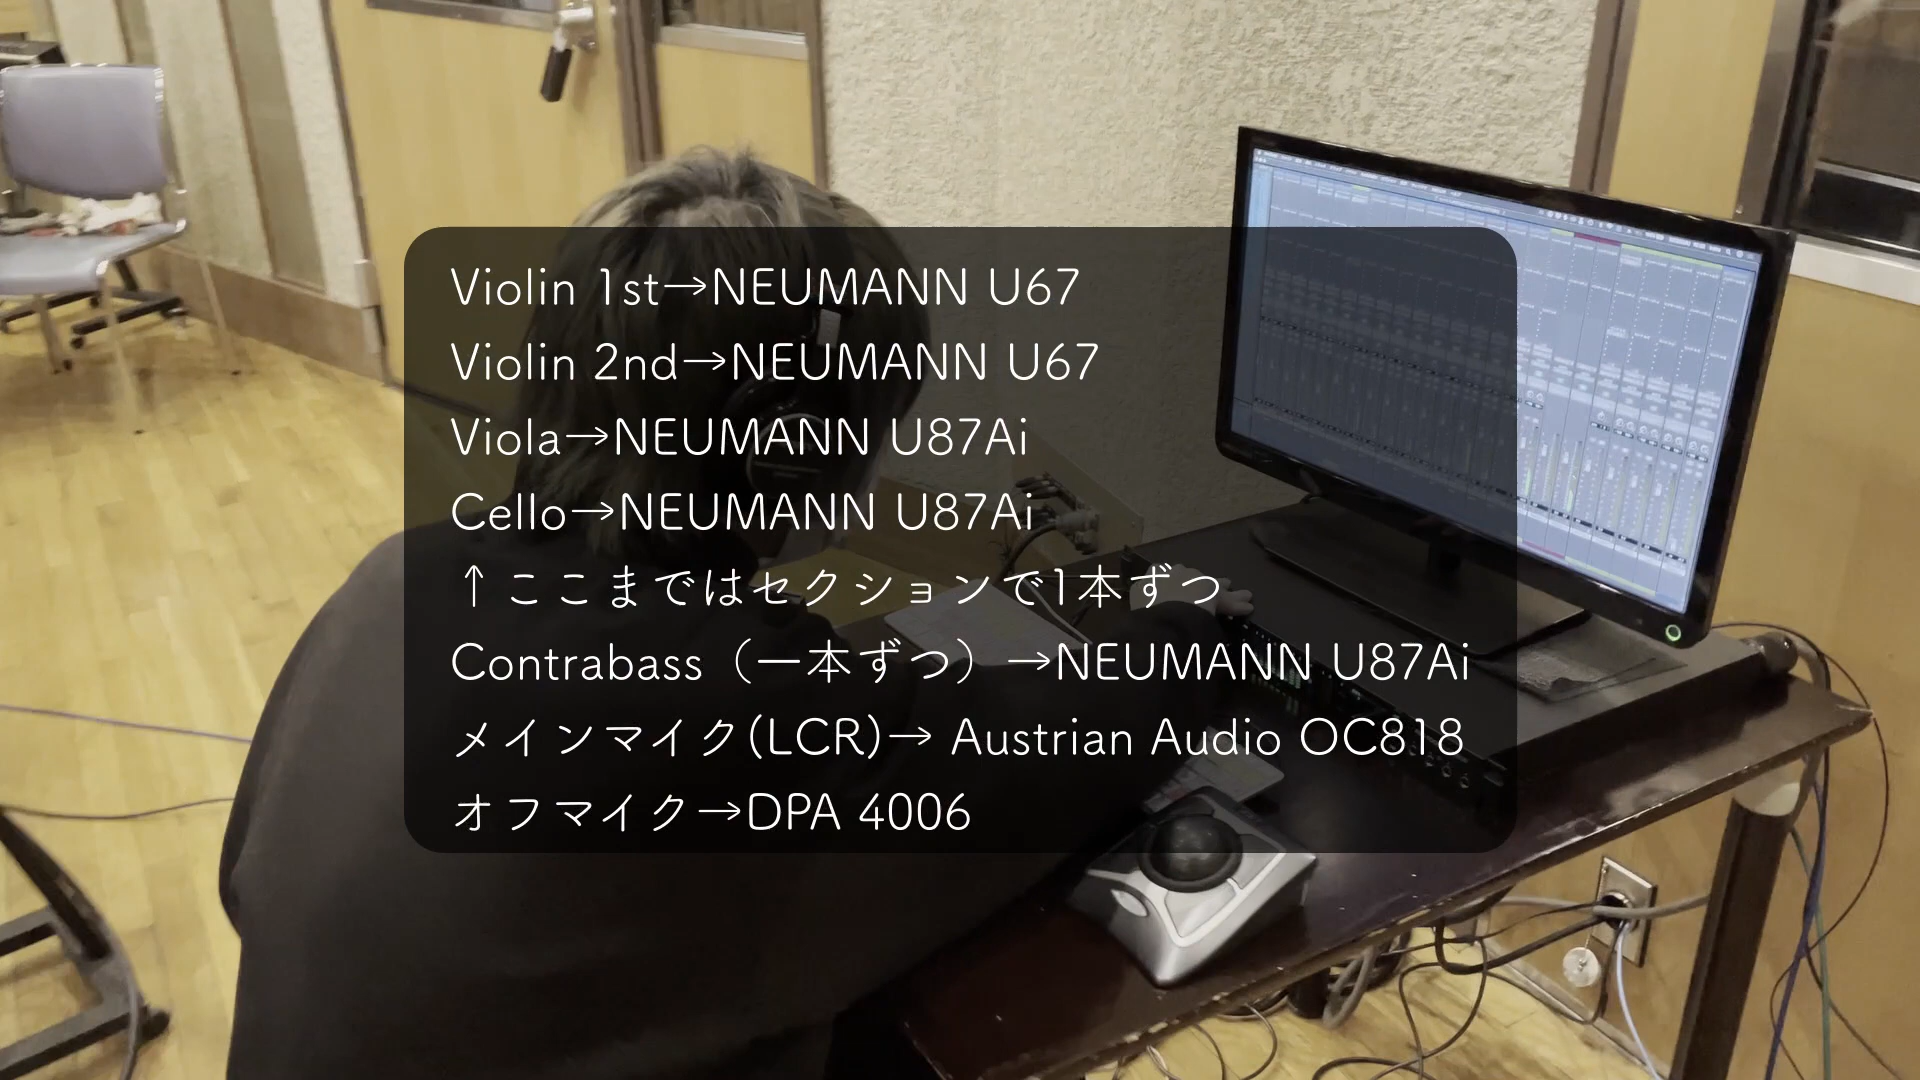 Violin 1st→NEUMANN U67
Violin 2nd→NEUMANN U67
Viola→NEUMANN U87Ai
Cello→NEUMANN U87Ai
↑ここまではセクションで1本ずつ
Contrabass（一本ずつ）→NEUMANN U87Ai
メインマイク(LCR)→ Austrian Audio OC818
オフマイク→DPA 4006